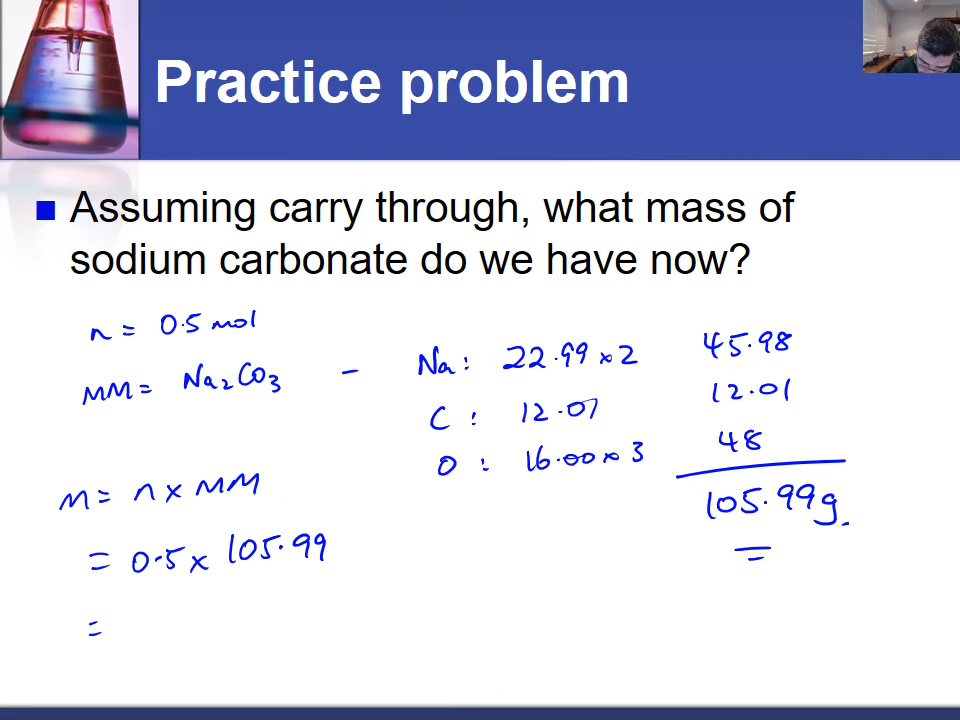 Practice problem
Assuming carry through, what mass of
sodium carbonate do we have now?
n = 0.5 mol
MM = Na₂CO₃ - Na: 22.99 × 2 45.98
C : 12.01 12.01
O : 16.00 × 3 48
105.99g.
m = n × MM
= 0.5 × 105.99
=